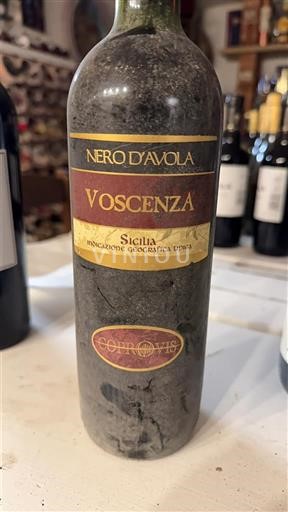 NERO D'AVOLA
VOSCENZA
SICILIA
INDICAZIONE GEOGRAFICA TIPICA
VINIOU
COPROVIS